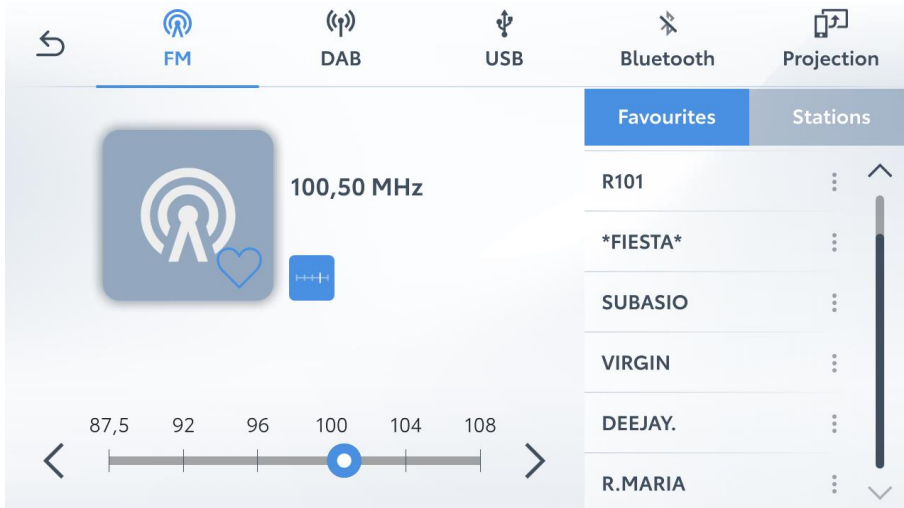 FM
DAB
USB
Bluetooth
Projection
Favourites
Stations
100,50 MHz
R101
*FIESTA*
SUBASIO
VIRGIN
DEEJAY.
R.MARIA
87,5 92 96 100 104 108